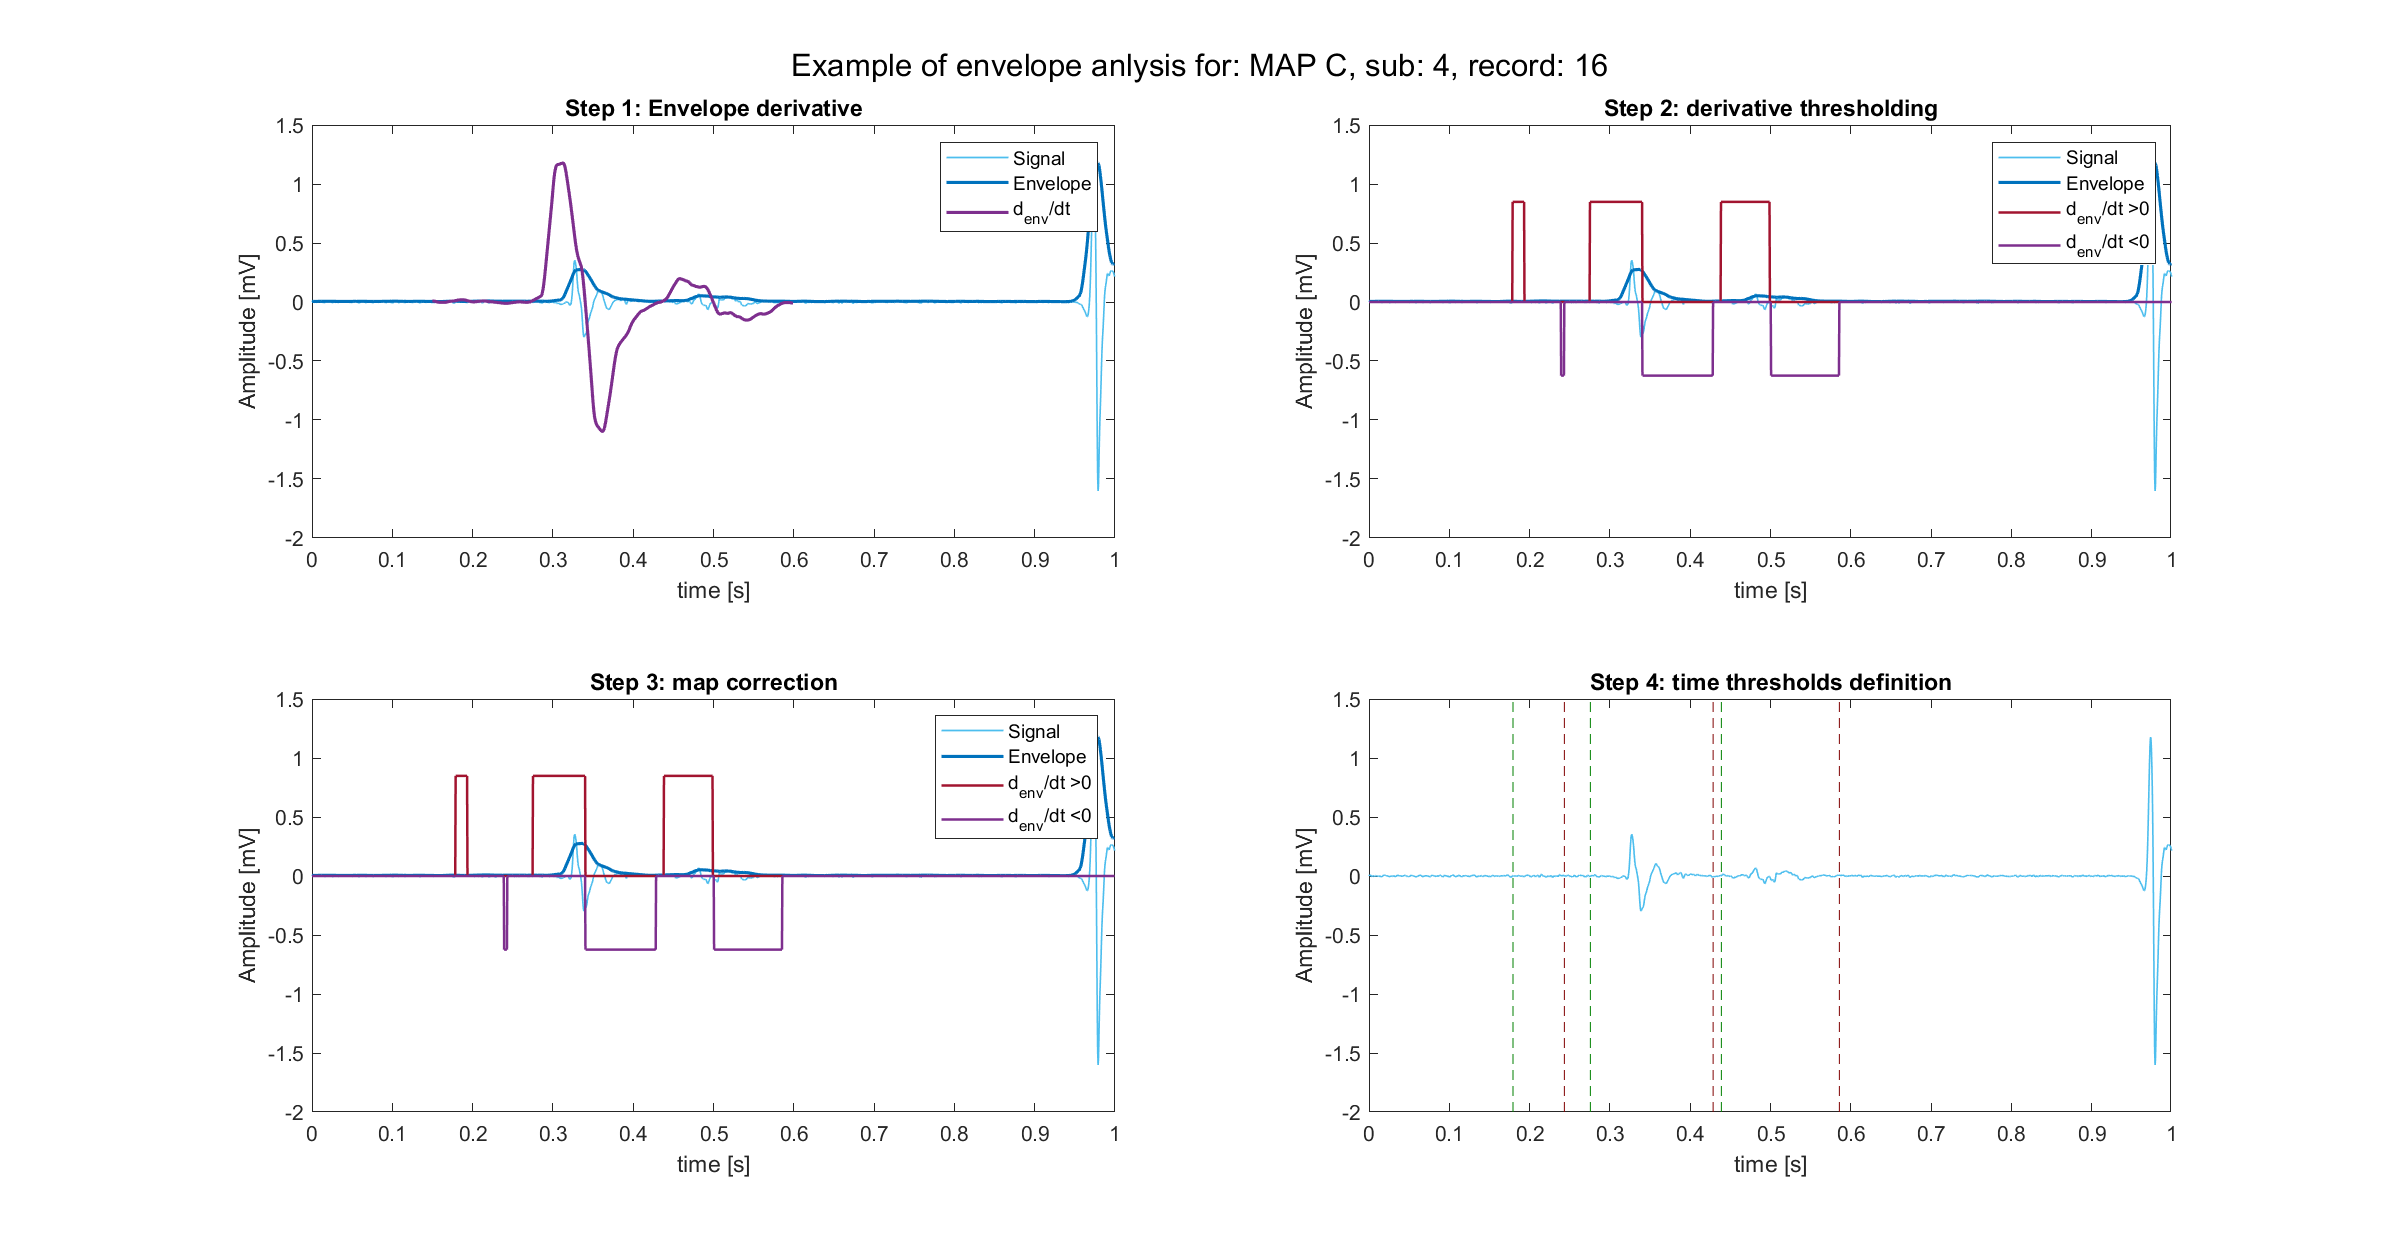 Example of envelope anlysis for: MAP C, sub: 4, record: 16
Step 1: Envelope derivative
1.5
1
0.5
0
-0.5
-1
-1.5
-2
Amplitude [mV]
0 0.1 0.2 0.3 0.4 0.5 0.6 0.7 0.8 0.9 1
time [s]
Signal
Envelope
d_env/dt
Step 2: derivative thresholding
1.5
1
0.5
0
-0.5
-1
-1.5
-2
Amplitude [mV]
0 0.1 0.2 0.3 0.4 0.5 0.6 0.7 0.8 0.9 1
time [s]
Signal
Envelope
d_env/dt >0
d_env/dt <0
Step 3: map correction
1.5
1
0.5
0
-0.5
-1
-1.5
-2
Amplitude [mV]
0 0.1 0.2 0.3 0.4 0.5 0.6 0.7 0.8 0.9 1
time [s]
Signal
Envelope
d_env/dt >0
d_env/dt <0
Step 4: time thresholds definition
1.5
1
0.5
0
-0.5
-1
-1.5
-2
Amplitude [mV]
0 0.1 0.2 0.3 0.4 0.5 0.6 0.7 0.8 0.9 1
time [s]